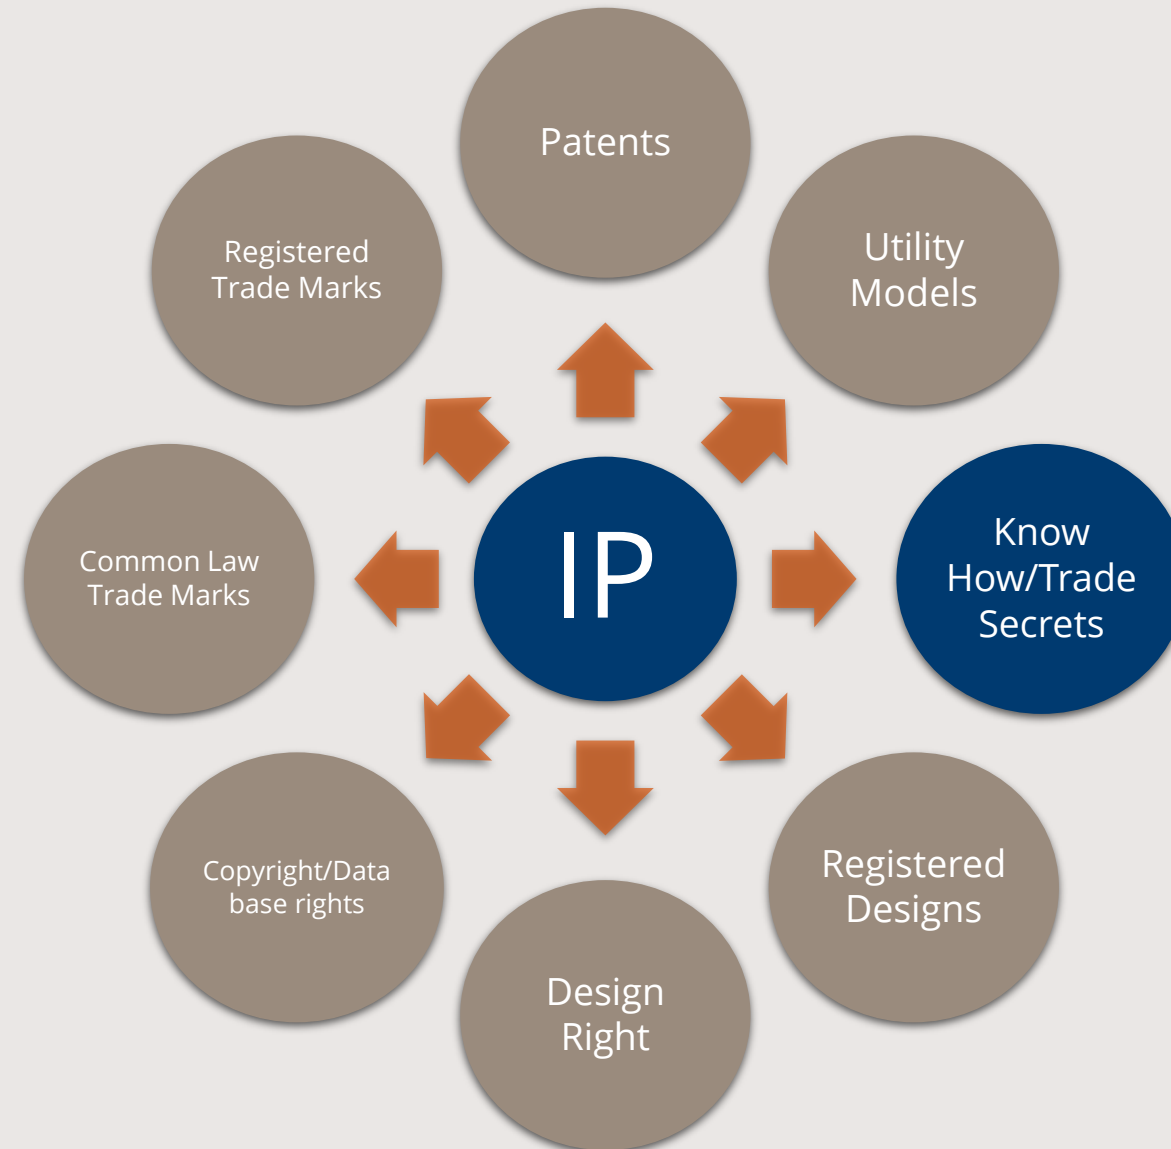 Patents
Registered
Trade Marks
Utility
Models
Common Law
Trade Marks
IP
Know
How/Trade
Secrets
Copyright/Data
base rights
Registered
Designs
Design
Right